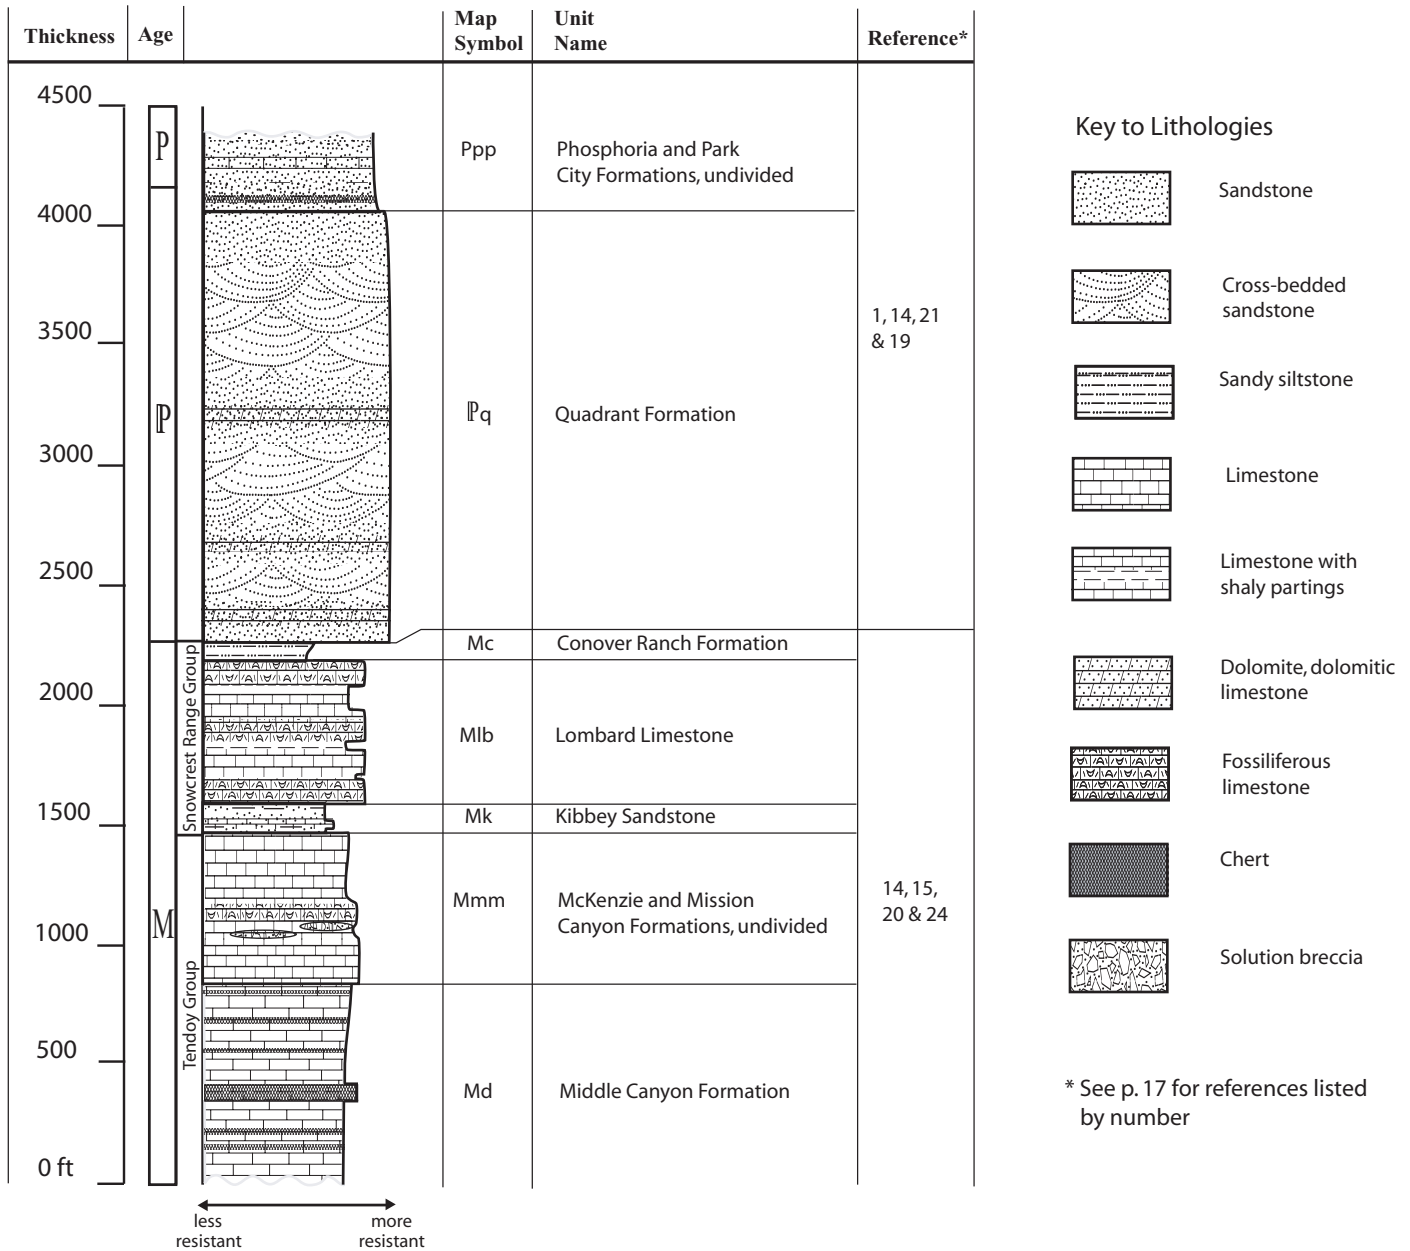 Thickness
Age
Map
Symbol
Unit
Name
Reference*
4500
4000
3500
3000
2500
2000
1500
1000
500
0 ft
P
ℙ
M
Snowcrest Range Group
Tendoy Group
Ppp
Phosphoria and Park
City Formations, undivided
ℙq
Quadrant Formation
1, 14, 21
& 19
Mc
Conover Ranch Formation
Mlb
Lombard Limestone
Mk
Kibbey Sandstone
Mmm
McKenzie and Mission
Canyon Formations, undivided
14, 15,
20 & 24
Md
Middle Canyon Formation
less
resistant
more
resistant
Key to Lithologies
Sandstone
Cross-bedded
sandstone
Sandy siltstone
Limestone
Limestone with
shaly partings
Dolomite, dolomitic
limestone
Fossiliferous
limestone
Chert
Solution breccia
* See p. 17 for references listed
by number